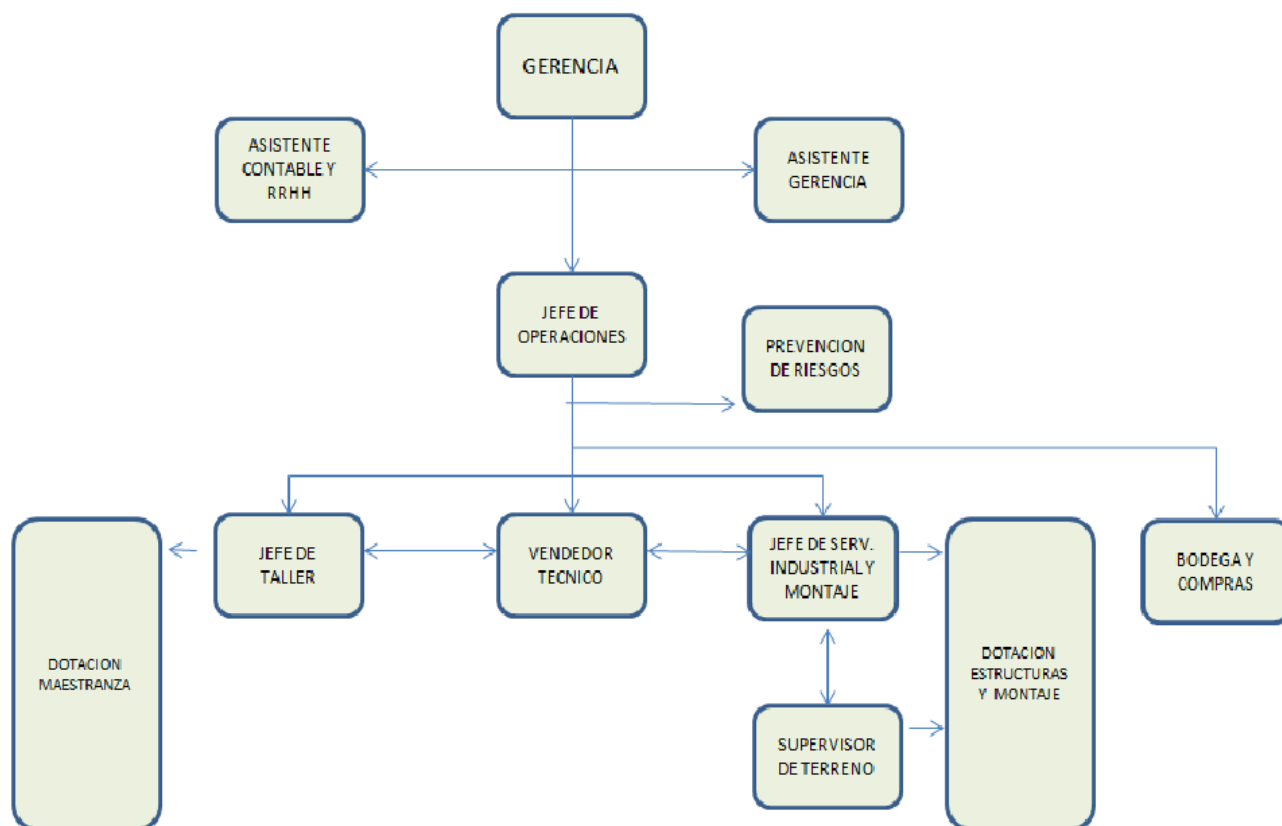 GERENCIA
ASISTENTE
CONTABLE Y
RRHH
ASISTENTE
GERENCIA
JEFE DE
OPERACIONES
PREVENCION
DE RIESGOS
JEFE DE
TALLER
VENDEDOR
TECNICO
JEFE DE SERV.
INDUSTRIAL Y
MONTAJE
BODEGA Y
COMPRAS
DOTACION
MAESTRANZA
DOTACION
ESTRUCTURAS
Y MONTAJE
SUPERVISOR
DE TERRENO